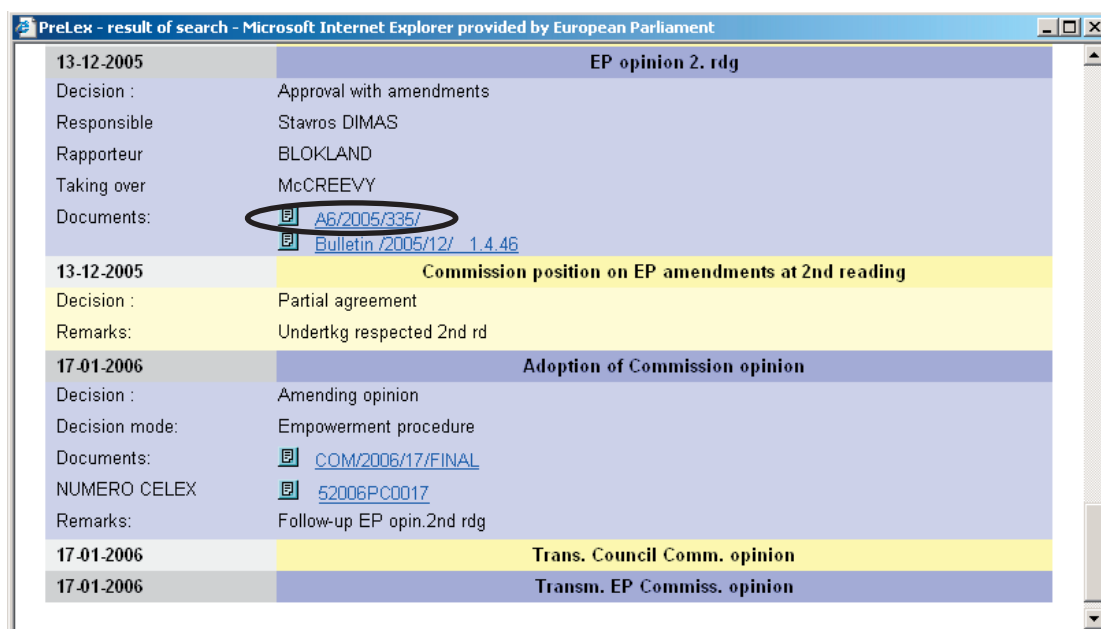 PreLex - result of search - Microsoft Internet Explorer provided by European Parliament
13-12-2005 EP opinion 2. rdg
Decision : Approval with amendments
Responsible Stavros DIMAS
Rapporteur BLOKLAND
Taking over McCREEVY
Documents: A6/2005/335/
Bulletin /2005/12/ 1.4.46
13-12-2005 Commission position on EP amendments at 2nd reading
Decision : Partial agreement
Remarks: Undertkg respected 2nd rd
17-01-2006 Adoption of Commission opinion
Decision : Amending opinion
Decision mode: Empowerment procedure
Documents: COM/2006/17/FINAL
NUMERO CELEX 52006PC0017
Remarks: Follow-up EP opin.2nd rdg
17-01-2006 Trans. Council Comm. opinion
17-01-2006 Transm. EP Commiss. opinion